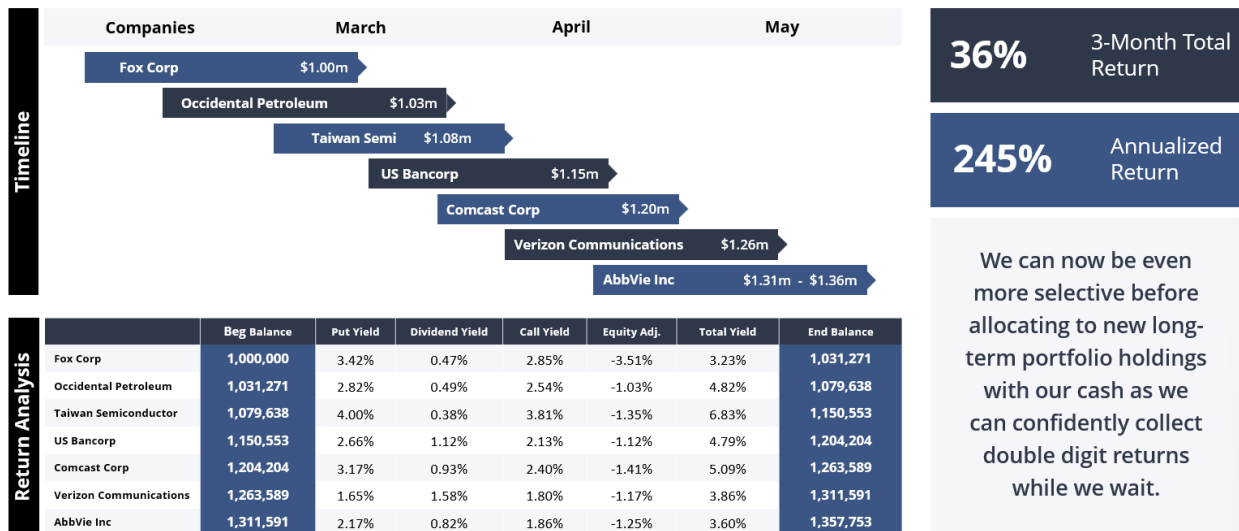 Timeline
Companies March April May
Fox Corp $1.00m
Occidental Petroleum $1.03m
Taiwan Semi $1.08m
US Bancorp $1.15m
Comcast Corp $1.20m
Verizon Communications $1.26m
AbbVie Inc $1.31m - $1.36m
Return Analysis
Beg Balance Put Yield Dividend Yield Call Yield Equity Adj. Total Yield End Balance
Fox Corp 1,000,000 3.42% 0.47% 2.85% -3.51% 3.23% 1,031,271
Occidental Petroleum 1,031,271 2.82% 0.49% 2.54% -1.03% 4.82% 1,079,638
Taiwan Semiconductor 1,079,638 4.00% 0.38% 3.81% -1.35% 6.83% 1,150,553
US Bancorp 1,150,553 2.66% 1.12% 2.13% -1.12% 4.79% 1,204,204
Comcast Corp 1,204,204 3.17% 0.93% 2.40% -1.41% 5.09% 1,263,589
Verizon Communications 1,263,589 1.65% 1.58% 1.80% -1.17% 3.86% 1,311,591
AbbVie Inc 1,311,591 2.17% 0.82% 1.86% -1.25% 3.60% 1,357,753
36%
3-Month Total
Return
245%
Annualized
Return
We can now be even
more selective before
allocating to new long-
term portfolio holdings
with our cash as we
can confidently collect
double digit returns
while we wait.